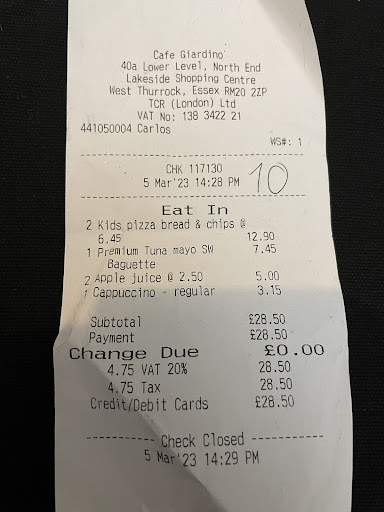 Cafe Giardino
40a Lower Level, North End
Lakeside Shopping Centre
West Thurrock, Essex RM20 2ZP
TCR (London) Ltd
VAT No: 138 3422 21
441050004 Carlos
WS#: 1
CHK 117130
5 Mar'23 14:28 PM
10
Eat In
2 Kids pizza bread & chips @
6.45 12.90
1 Premium Tuna mayo SW 7.45
Baguette
2 Apple juice @ 2.50 5.00
1 Cappuccino - regular 3.15
Subtotal £28.50
Payment £28.50
Change Due £0.00
4.75 VAT 20% 28.50
4.75 Tax 28.50
Credit/Debit Cards £28.50
---------- Check Closed -----------
5 Mar'23 14:29 PM